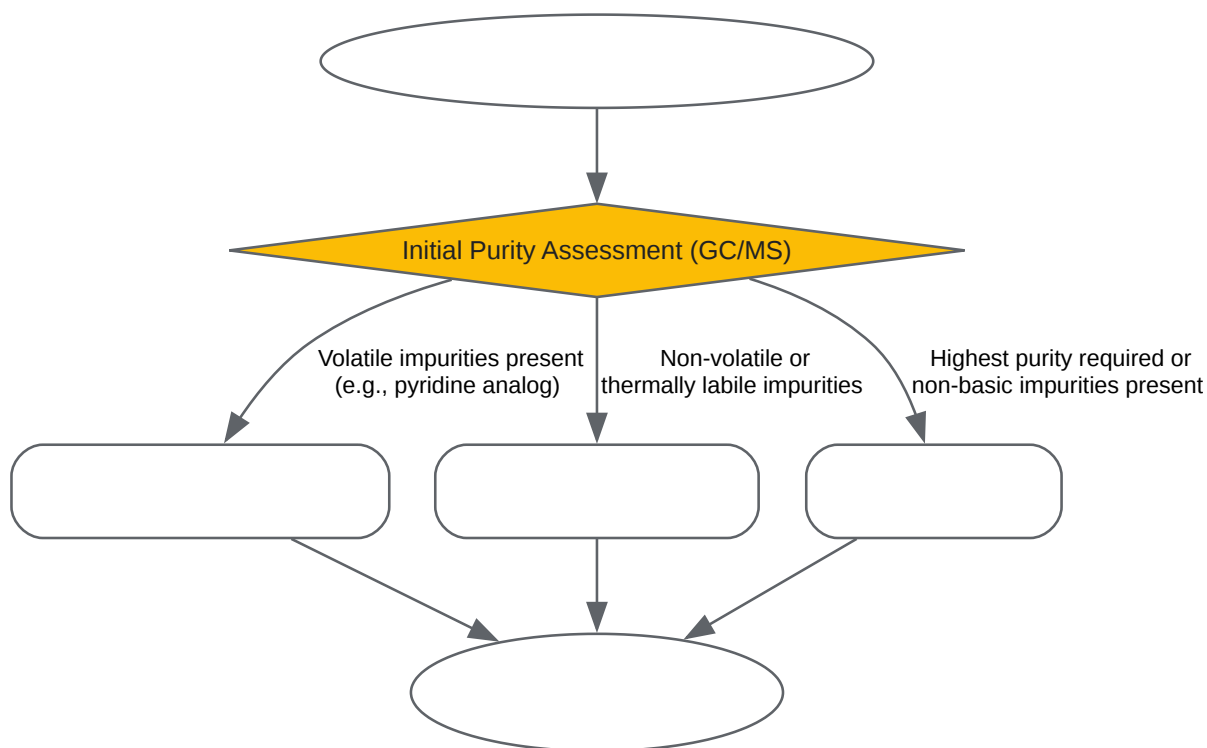 Initial Purity Assessment (GC/MS)
Volatile impurities present
(e.g., pyridine analog)
Non-volatile or
thermally labile impurities
Highest purity required or
non-basic impurities present